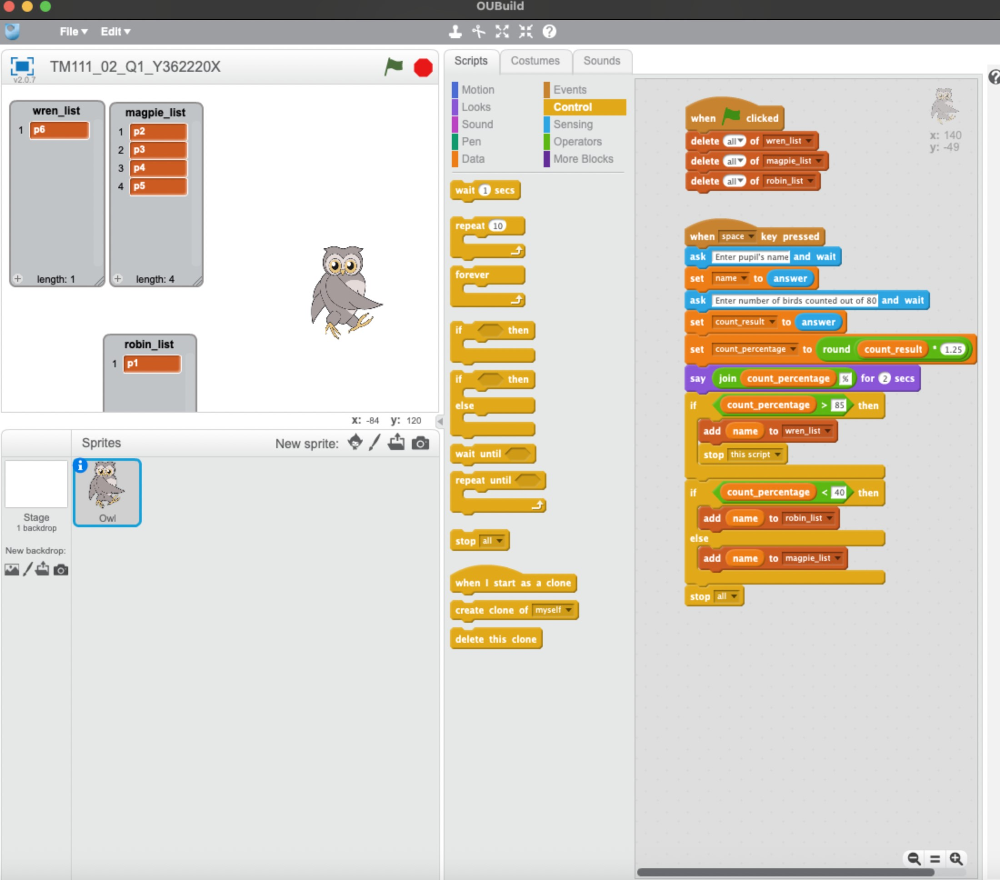 OUBuild
File Edit
v2.0.7
TM111_02_Q1_Y362220X
wren_list
1 p6
length: 1
magpie_list
1 p2
2 p3
3 p4
4 p5
length: 4
robin_list
1 p1
x: -84 y: 120
Sprites
New sprite:
Stage
1 backdrop
New backdrop:
Owl
Scripts
Costumes
Sounds
Motion
Looks
Sound
Pen
Data
Events
Control
Sensing
Operators
More Blocks
wait 1 secs
repeat 10
forever
if then
if then
else
wait until
repeat until
stop all
when I start as a clone
create clone of myself
delete this clone
x: 140
y: -49
when clicked
delete all of wren_list
delete all of magpie_list
delete all of robin_list
when space key pressed
ask Enter pupil's name and wait
set name to answer
ask Enter number of birds counted out of 80 and wait
set count_result to answer
set count_percentage to round count_result * 1.25
say join count_percentage % for 2 secs
if count_percentage > 85 then
add name to wren_list
stop this script
if count_percentage < 40 then
add name to robin_list
else
add name to magpie_list
stop all